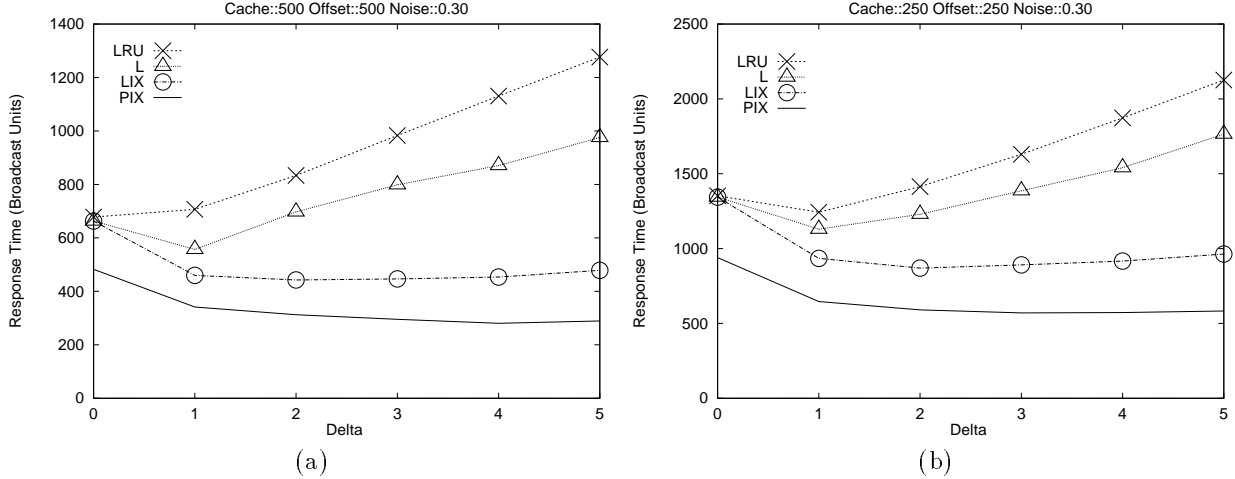 Cache::500 Offset::500 Noise::0.30
1400
1200
1000
800
600
400
200
0
Response Time (Broadcast Units)
LRU
L
LIX
PIX
0 1 2 3 4 5
Delta
(a)
Cache::250 Offset::250 Noise::0.30
2500
2000
1500
1000
500
0
Response Time (Broadcast Units)
LRU
L
LIX
PIX
0 1 2 3 4 5
Delta
(b)